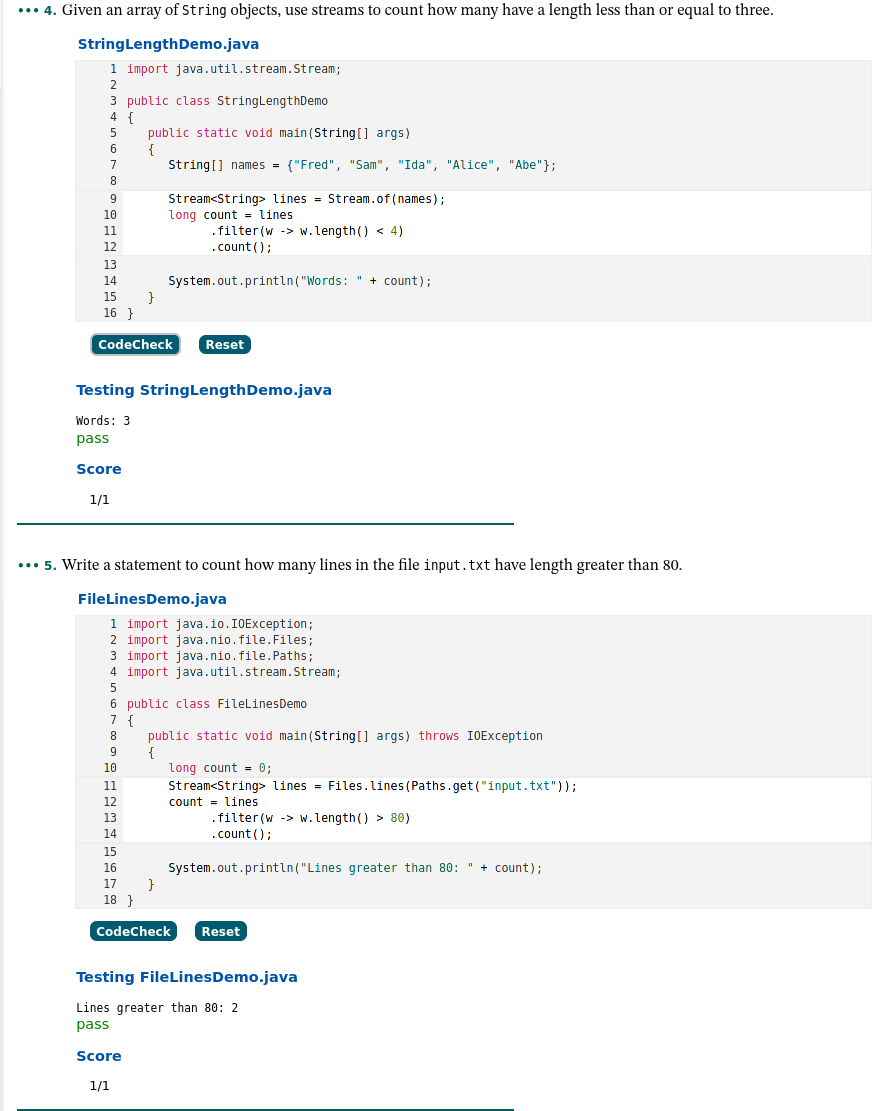 ••• 4. Given an array of String objects, use streams to count how many have a length less than or equal to three.
StringLengthDemo.java
1 import java.util.stream.Stream;
2
3 public class StringLengthDemo
4 {
5    public static void main(String[] args)
6    {
7       String[] names = {"Fred", "Sam", "Ida", "Alice", "Abe"};
8
9       Stream<String> lines = Stream.of(names);
10       long count = lines
11             .filter(w -> w.length() < 4)
12             .count();
13
14       System.out.println("Words: " + count);
15    }
16 }
CodeCheck Reset
Testing StringLengthDemo.java
Words: 3
pass
Score
1/1
••• 5. Write a statement to count how many lines in the file input.txt have length greater than 80.
FileLinesDemo.java
1 import java.io.IOException;
2 import java.nio.file.Files;
3 import java.nio.file.Paths;
4 import java.util.stream.Stream;
5
6 public class FileLinesDemo
7 {
8    public static void main(String[] args) throws IOException
9    {
10       long count = 0;
11       Stream<String> lines = Files.lines(Paths.get("input.txt"));
12       count = lines
13             .filter(w -> w.length() > 80)
14             .count();
15
16       System.out.println("Lines greater than 80: " + count);
17    }
18 }
CodeCheck Reset
Testing FileLinesDemo.java
Lines greater than 80: 2
pass
Score
1/1